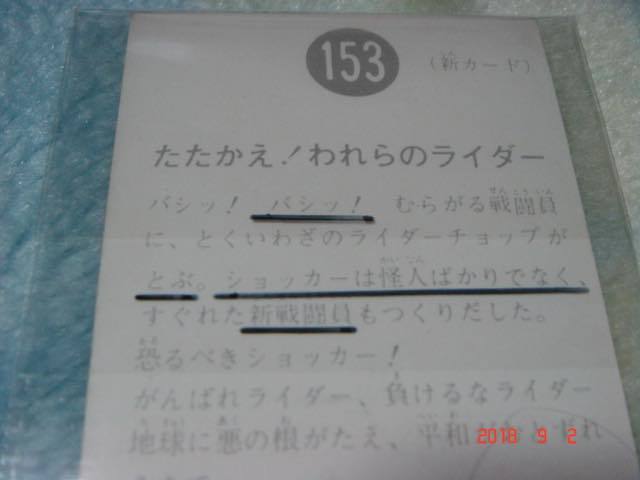 153
(新カード)
たたかえ!われらのライダー
バシッ! バシッ! むらがる戦闘員
に、とくいわざのライダーチョップが
とぶ。ショッカーは怪人ばかりでなく、
すぐれた新戦闘員もつくりだした。
恐るべきショッカー!
がんばれライダー、負けるなライダー
地球に悪の根がたえ、平和
2018 9 2